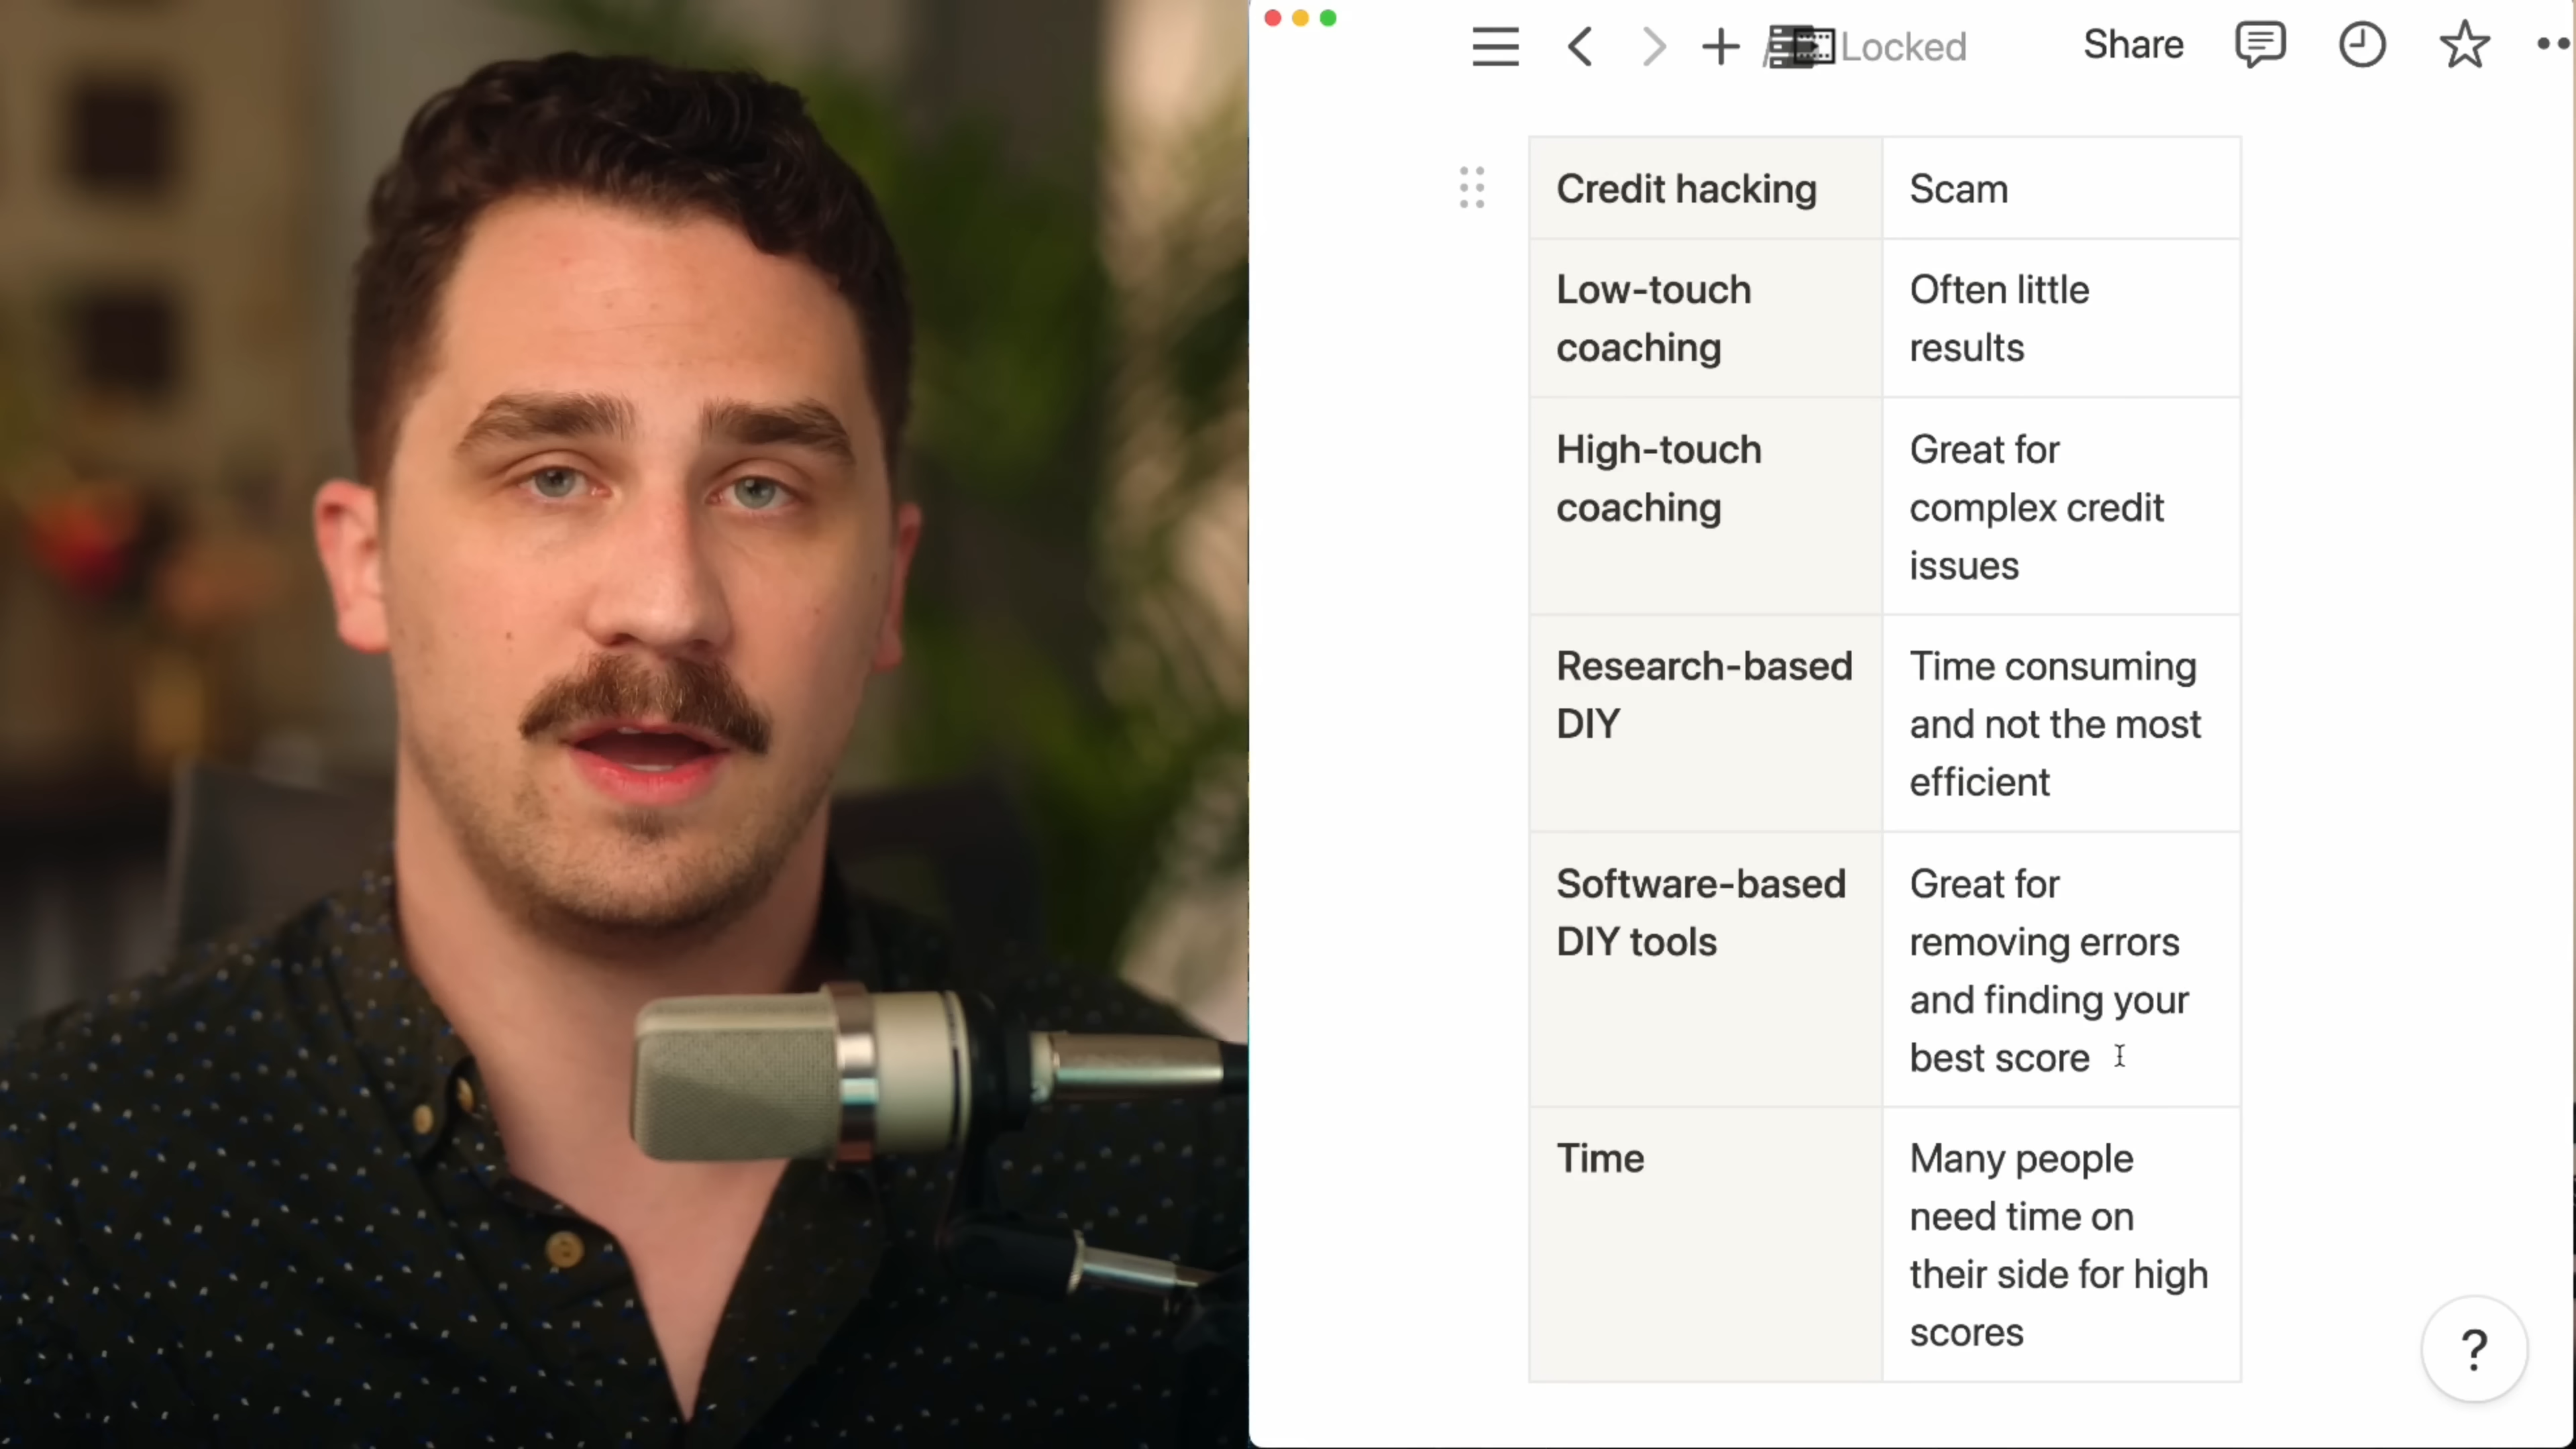 Locked
Share
Credit hacking
Scam
Low-touch
coaching
Often little
results
High-touch
coaching
Great for
complex credit
issues
Research-based
DIY
Time consuming
and not the most
efficient
Software-based
DIY tools
Great for
removing errors
and finding your
best score
Time
Many people
need time on
their side for high
scores
?